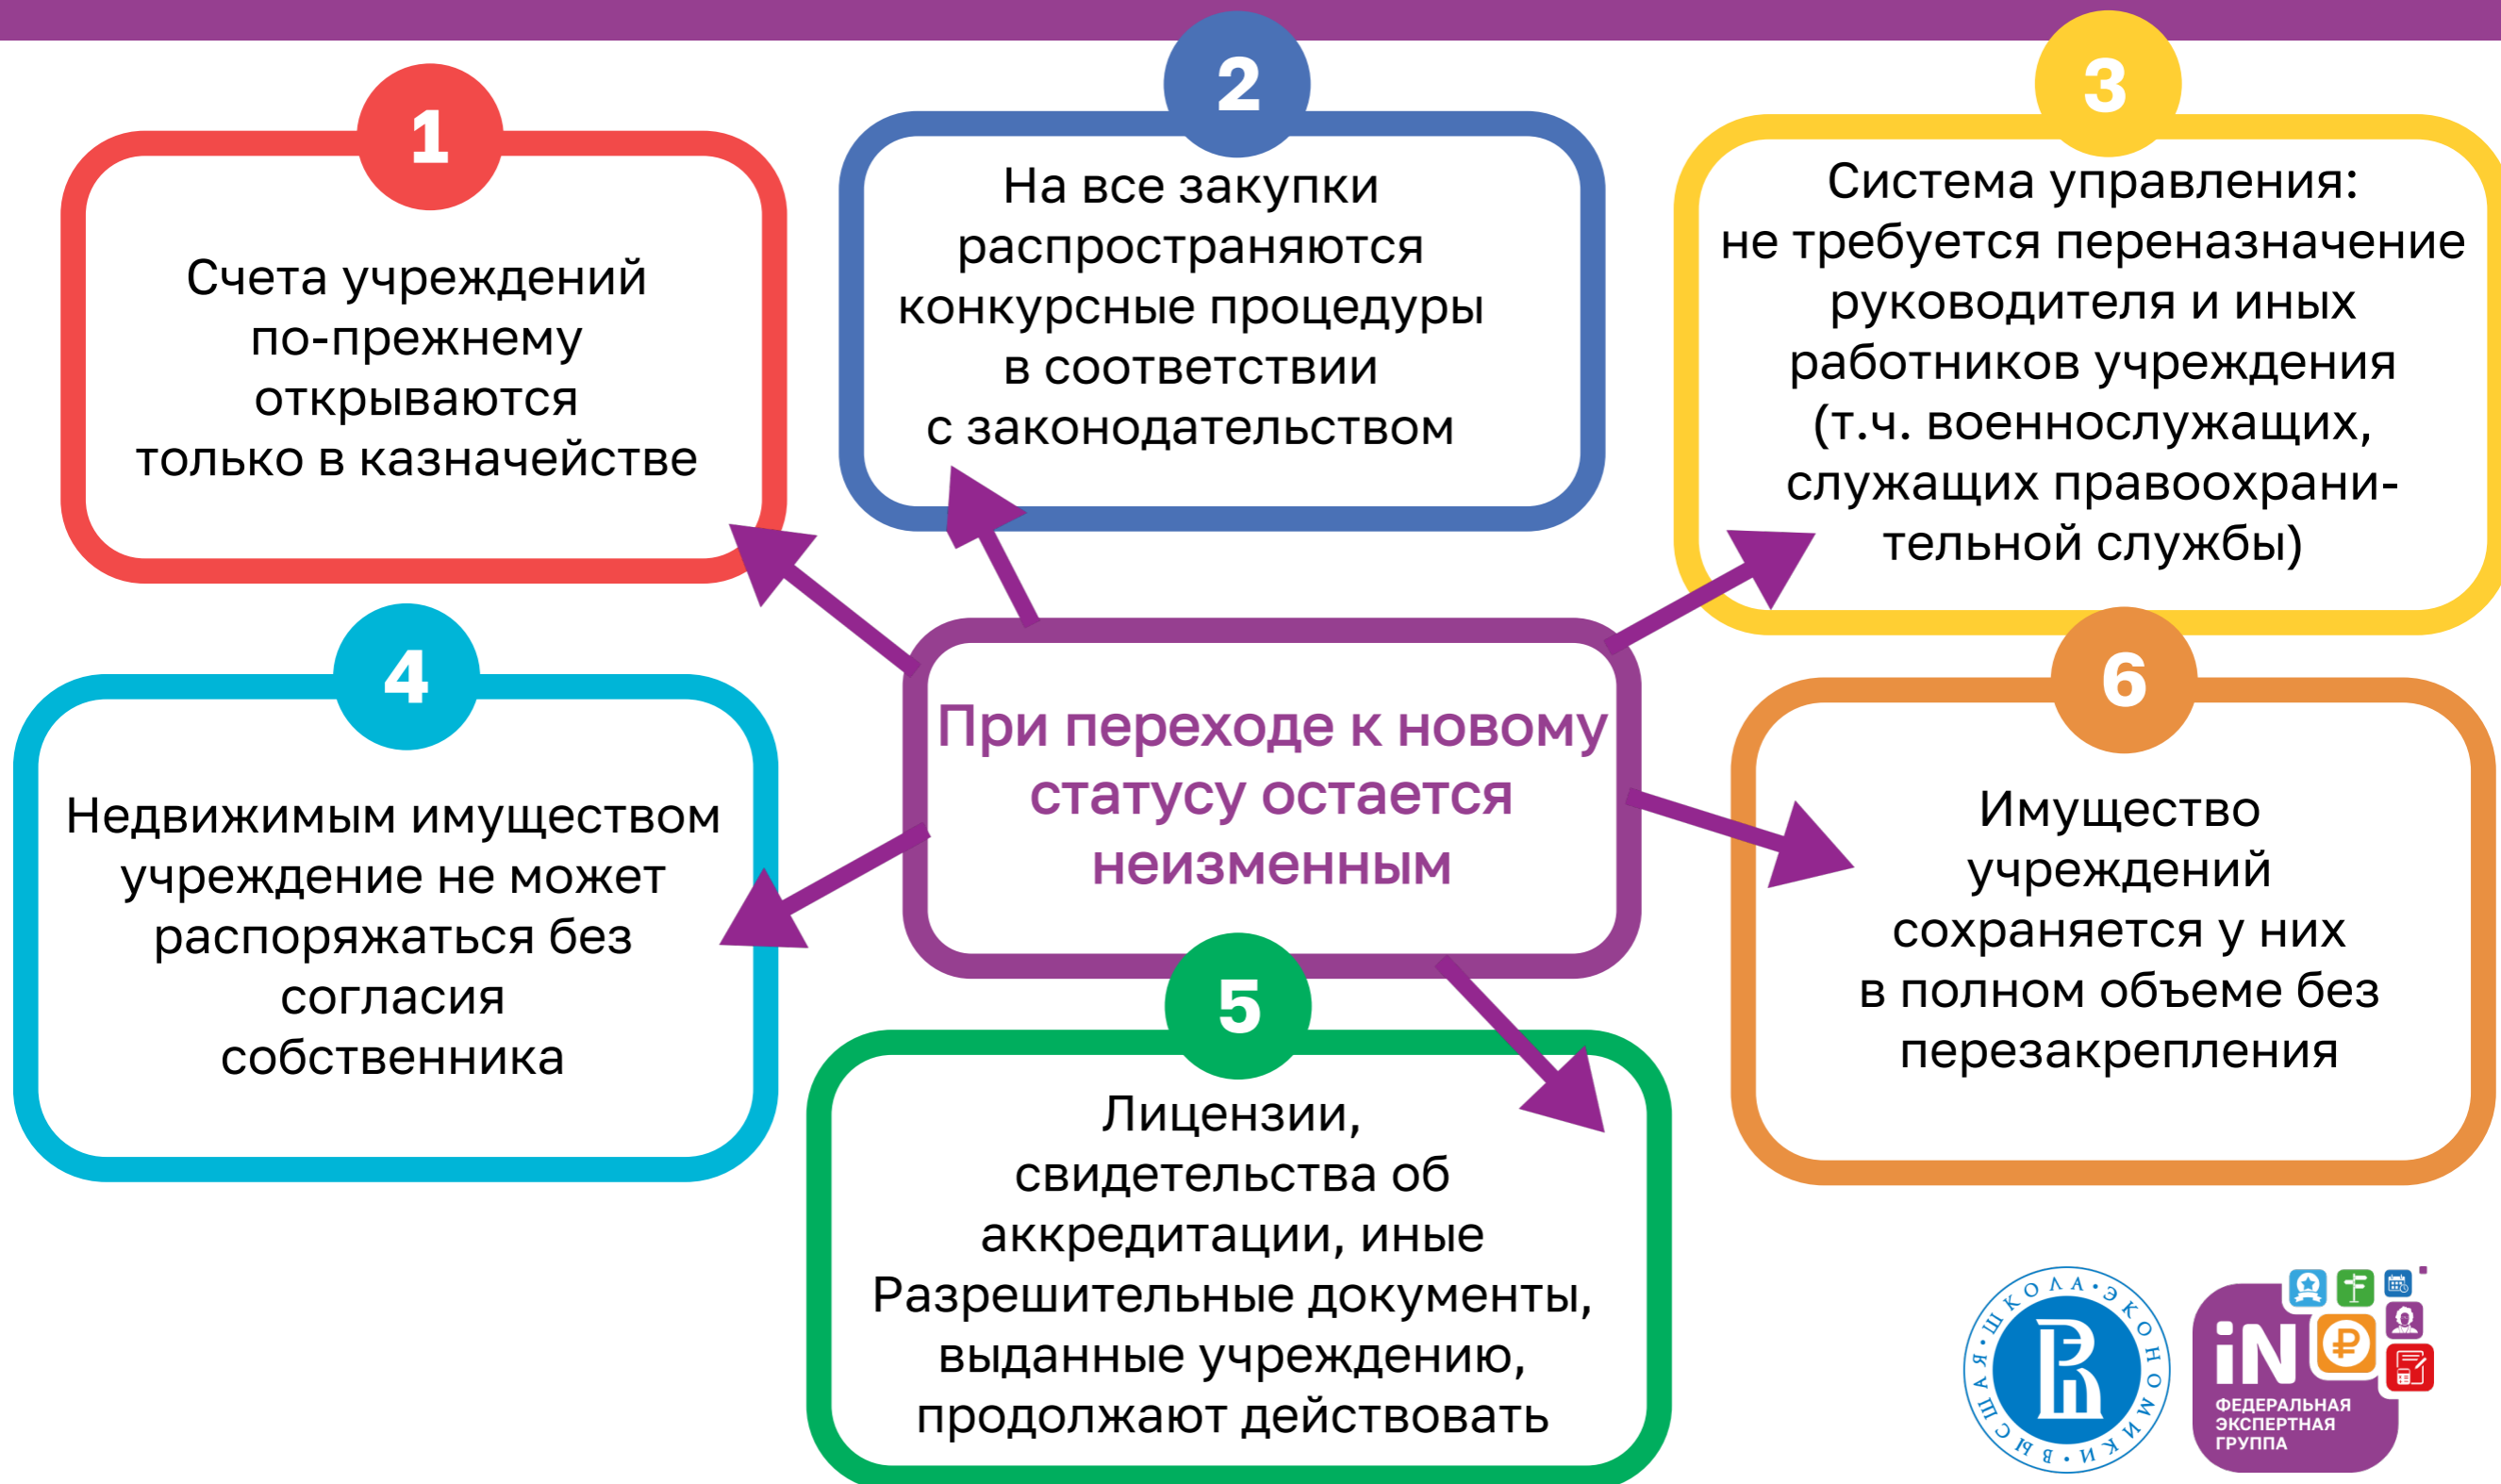 1
Счета учреждений
по-прежнему
открываются
только в казначействе
2
На все закупки
распространяются
конкурсные процедуры
в соответствии
с законодательством
3
Система управления:
не требуется переназначение
руководителя и иных
работников учреждения
(т.ч. военнослужащих,
служащих правоохрани-
тельной службы)
При переходе к новому
статусу остается
неизменным
4
Недвижимым имуществом
учреждение не может
распоряжаться без
согласия
собственника
5
Лицензии,
свидетельства об
аккредитации, иные
Разрешительные документы,
выданные учреждению,
продолжают действовать
6
Имущество
учреждений
сохраняется у них
в полном объеме без
перезакрепления
ВЫСШАЯ•ШКОЛА•ЭКОНОМИКИ•
iN
₽
ФЕДЕРАЛЬНАЯ
ЭКСПЕРТНАЯ
ГРУППА